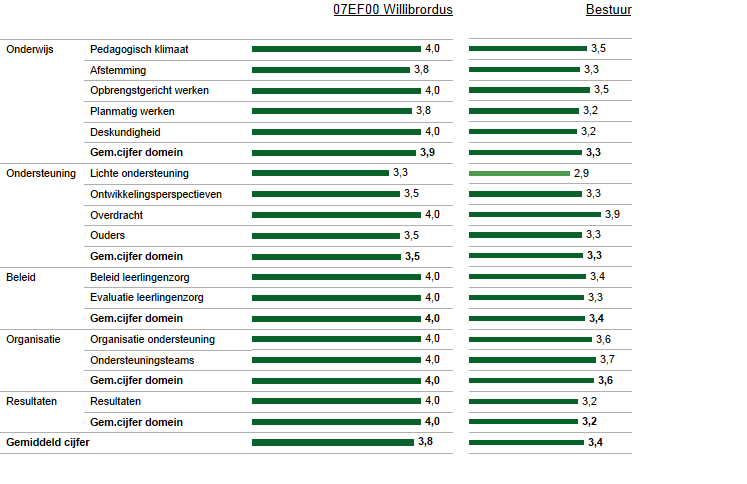 07EF00 Willibrordus Bestuur
Onderwijs Pedagogisch klimaat 4,0 3,5
Afstemming 3,8 3,3
Opbrengstgericht werken 4,0 3,5
Planmatig werken 3,8 3,2
Deskundigheid 4,0 3,2
Gem.cijfer domein 3,9 3,3
Ondersteuning Lichte ondersteuning 3,3 2,9
Ontwikkelingsperspectieven 3,5 3,3
Overdracht 4,0 3,9
Ouders 3,5 3,3
Gem.cijfer domein 3,5 3,3
Beleid Beleid leerlingenzorg 4,0 3,4
Evaluatie leerlingenzorg 4,0 3,3
Gem.cijfer domein 4,0 3,4
Organisatie Organisatie ondersteuning 4,0 3,6
Ondersteuningsteams 4,0 3,7
Gem.cijfer domein 4,0 3,6
Resultaten Resultaten 4,0 3,2
Gem.cijfer domein 4,0 3,2
Gemiddeld cijfer 3,8 3,4